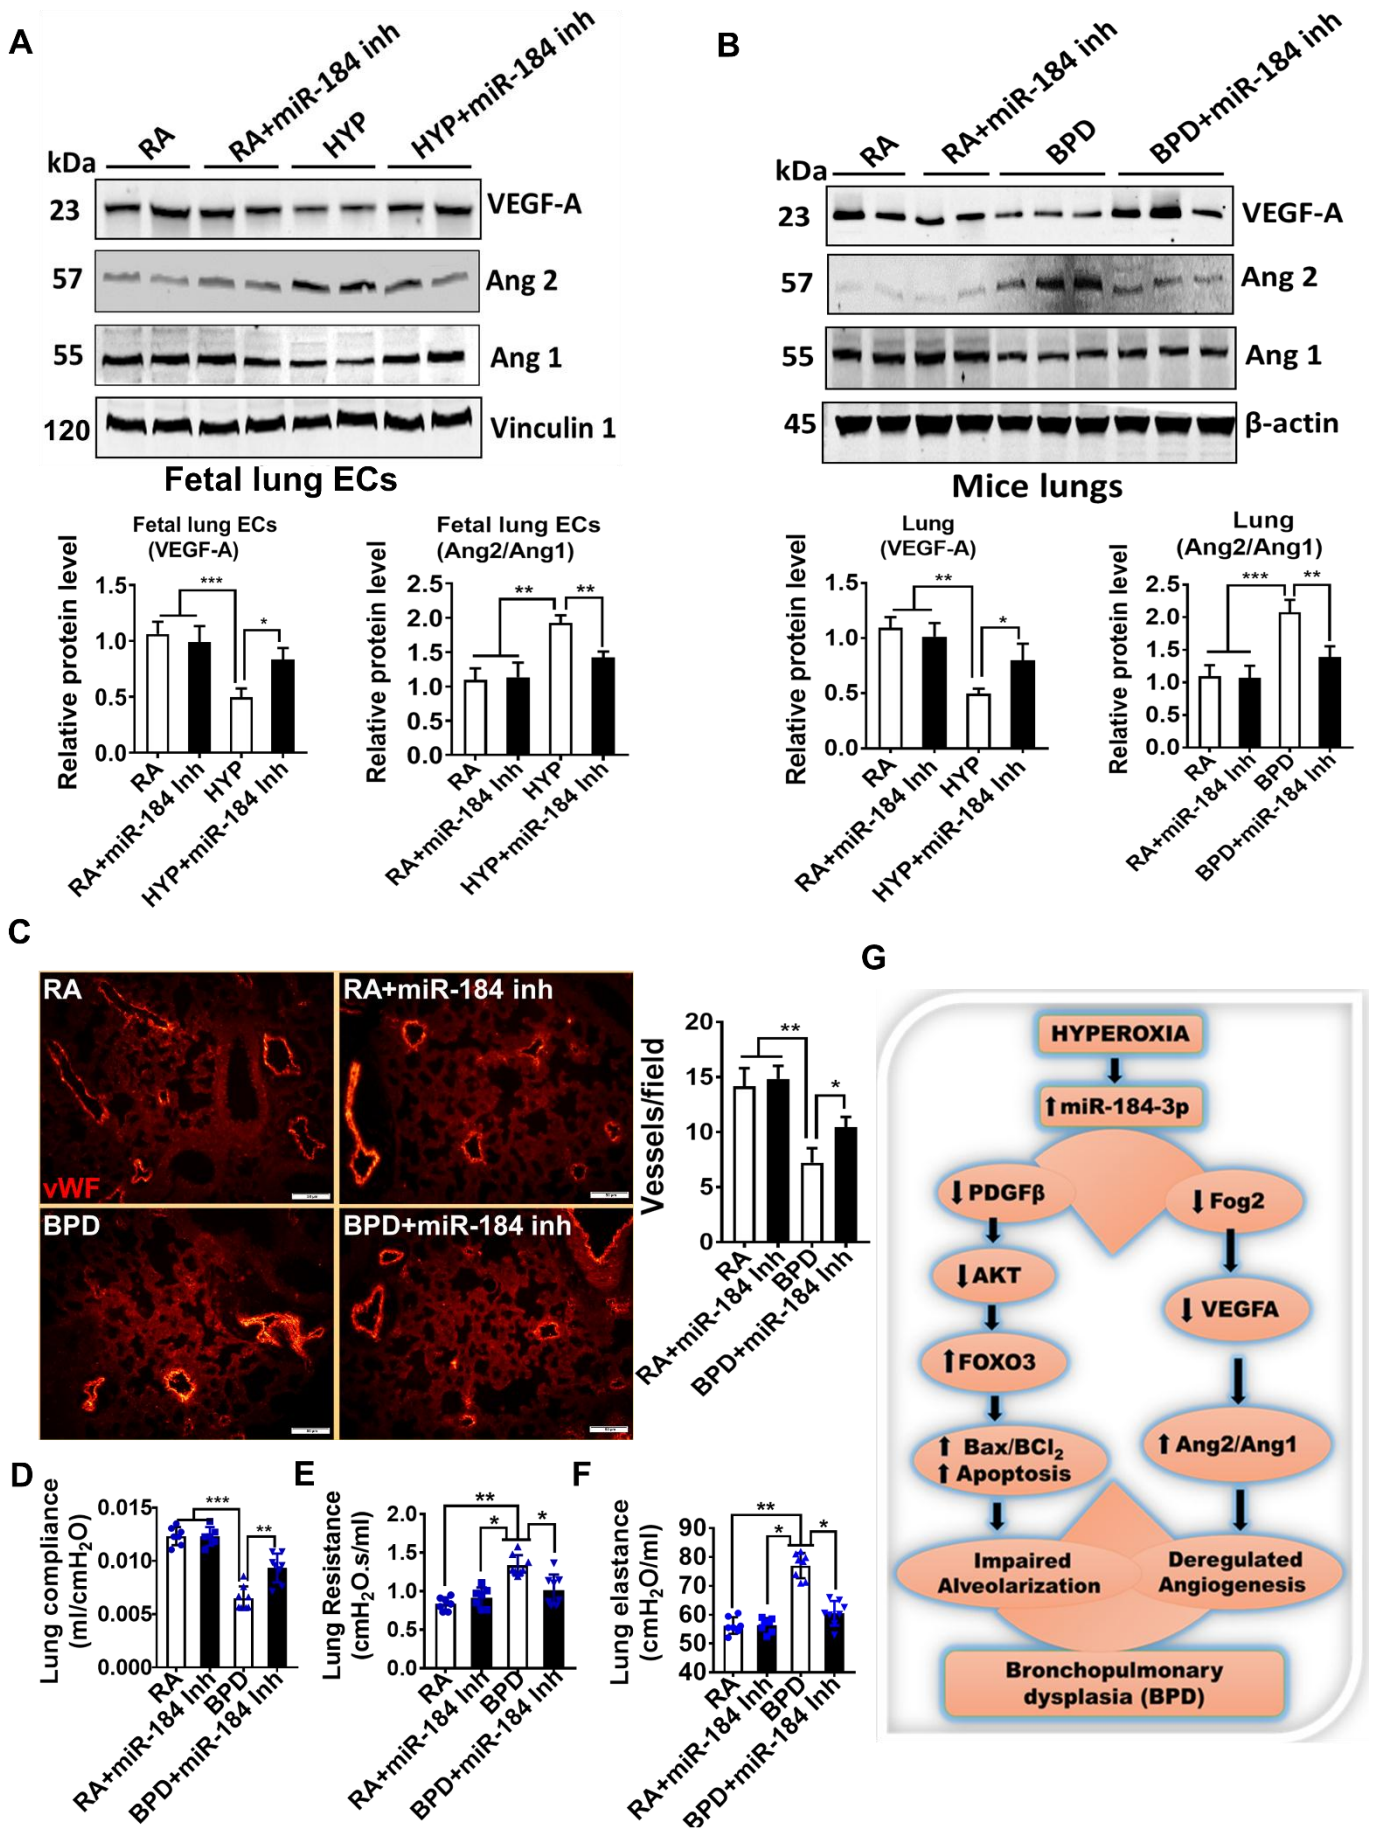 A
RA
RA+miR-184 inh
HYP
HYP+miR-184 inh
kDa
23
VEGF-A
57
Ang 2
55
Ang 1
120
Vinculin 1
Fetal lung ECs
Fetal lung ECs
(VEGF-A)
Relative protein level
1.5
1.0
0.5
0.0
***
*
RA
RA+miR-184 Inh
HYP
HYP+miR-184 Inh
Fetal lung ECs
(Ang2/Ang1)
Relative protein level
2.5
2.0
1.5
1.0
0.5
0.0
**
**
RA
RA+miR-184 Inh
HYP
HYP+miR-184 Inh
B
RA
RA+miR-184 inh
BPD
BPD+miR-184 inh
kDa
23
VEGF-A
57
Ang 2
55
Ang 1
45
β-actin
Mice lungs
Lung
(VEGF-A)
Relative protein level
1.5
1.0
0.5
0.0
**
*
RA
RA+miR-184 Inh
HYP
HYP+miR-184 Inh
Lung
(Ang2/Ang1)
Relative protein level
2.5
2.0
1.5
1.0
0.5
0.0
***
**
RA
RA+miR-184 Inh
BPD
BPD+miR-184 Inh
C
RA
vWF
RA+miR-184 inh
BPD
BPD+miR-184 inh
Vessels/field
20
15
10
5
0
**
*
RA
RA+miR-184 Inh
BPD
BPD+miR-184 Inh
D
Lung compliance
(ml/cmH2O)
0.015
0.010
0.005
0.000
***
**
RA
RA+miR-184 Inh
BPD
BPD+miR-184 Inh
E
Lung Resistance
(cmH2O.s/ml)
2.0
1.5
1.0
0.5
0.0
**
*
*
RA
RA+miR-184 Inh
BPD
BPD+miR-184 Inh
F
Lung elastance
(cmH2O/ml)
90
80
70
60
50
40
**
*
*
RA
RA+miR-184 Inh
BPD
BPD+miR-184 Inh
G
HYPEROXIA
↑miR-184-3p
↓PDGFβ
↓AKT
↑FOXO3
↑ Bax/BCl2
↑ Apoptosis
Impaired
Alveolarization
↓ Fog2
↓ VEGFA
↑ Ang2/Ang1
Deregulated
Angiogenesis
Bronchopulmonary
dysplasia (BPD)